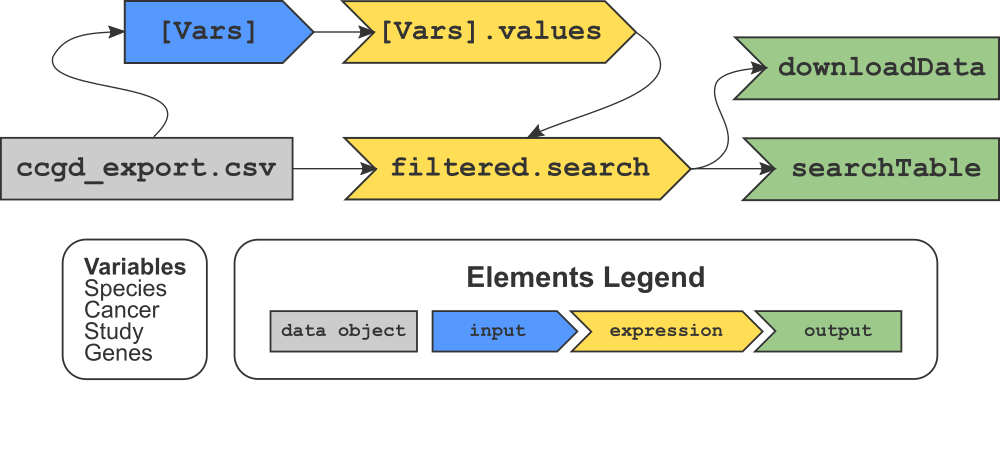 [Vars]
[Vars].values
downloadData
ccgd_export.csv
filtered.search
searchTable
Variables
Species
Cancer
Study
Genes
Elements Legend
data object
input
expression
output